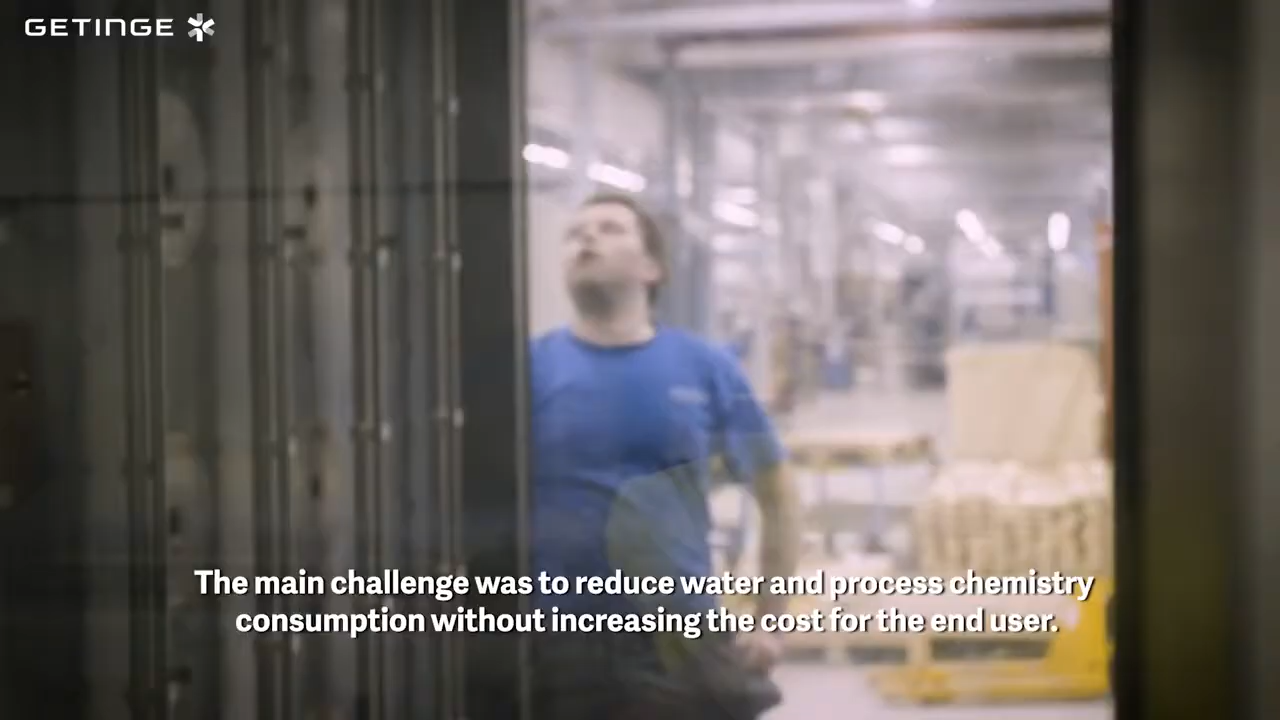 GETINGE
The main challenge was to reduce water and process chemistry
consumption without increasing the cost for the end user.